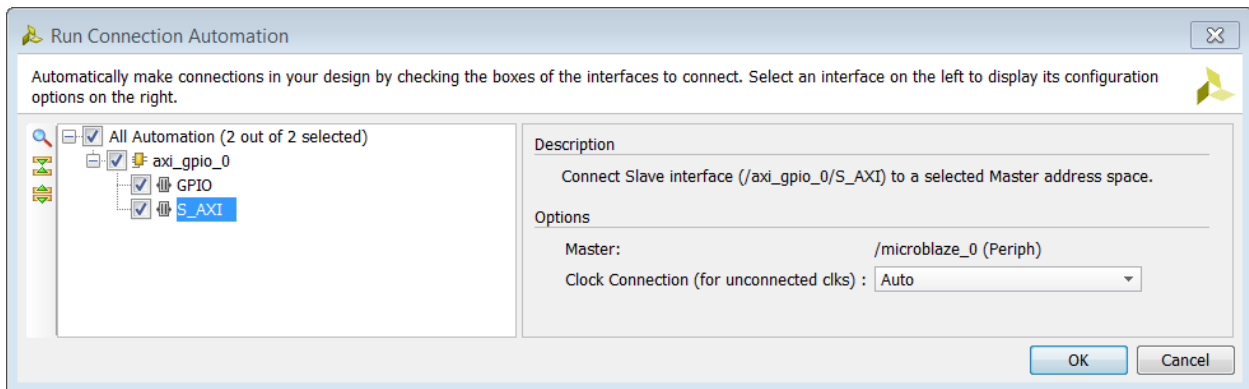 Run Connection Automation
Automatically make connections in your design by checking the boxes of the interfaces to connect. Select an interface on the left to display its configuration
options on the right.
All Automation (2 out of 2 selected)
axi_gpio_0
GPIO
S_AXI
Description
Connect Slave interface (/axi_gpio_0/S_AXI) to a selected Master address space.
Options
Master: /microblaze_0 (Periph)
Clock Connection (for unconnected clks) : Auto
OK Cancel